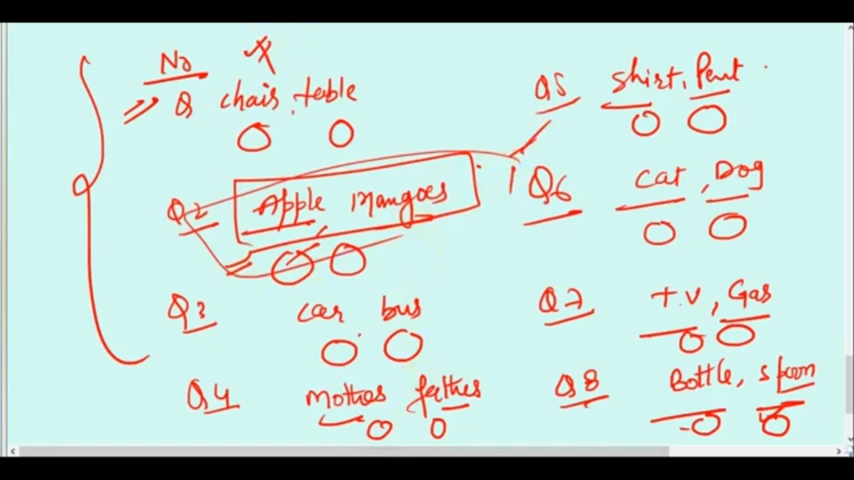 No
Q chair, table
Q2 Apple Mangoes
Q3 car bus
Q4 mother father
Q5 shirt, Pent
Q6 cat, Dog
Q7 T.V, Gas
Q8 Bottle, spoon